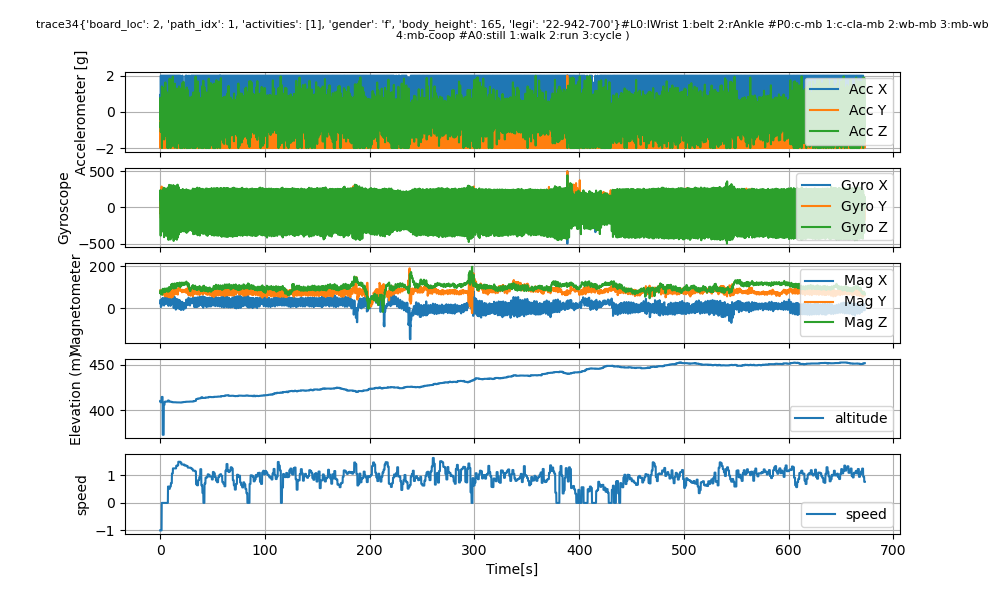 trace34{'board_loc': 2, 'path_idx': 1, 'activities': [1], 'gender': 'f', 'body_height': 165, 'legi': '22-942-700'}#L0:lWrist 1:belt 2:rAnkle #P0:c-mb 1:c-cla-mb 2:wb-mb 3:mb-wb
4:mb-coop #A0:still 1:walk 2:run 3:cycle )
Accelerometer [g]
2
0
−2
Acc X
Acc Y
Acc Z
Gyroscope
500
0
−500
Gyro X
Gyro Y
Gyro Z
Magnetometer
200
0
Mag X
Mag Y
Mag Z
Elevation (m)
450
400
altitude
speed
1
0
−1
speed
0 100 200 300 400 500 600 700
Time[s]